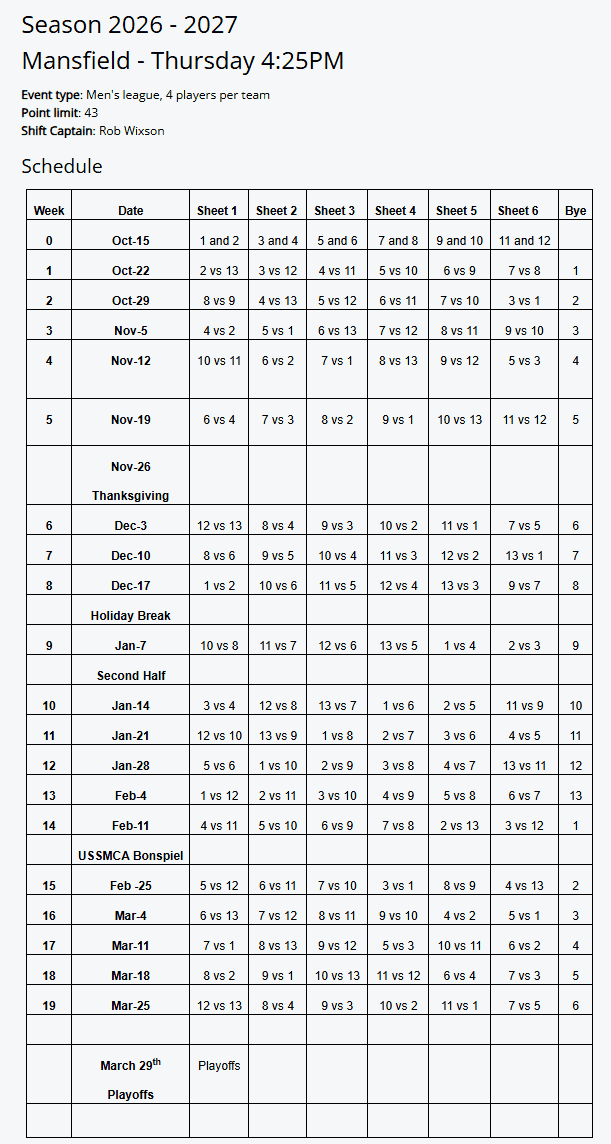 Season 2026 - 2027
Mansfield - Thursday 4:25PM
Event type: Men's league, 4 players per team
Point limit: 43
Shift Captain: Rob Wixson
Schedule
Week Date Sheet 1 Sheet 2 Sheet 3 Sheet 4 Sheet 5 Sheet 6 Bye
0 Oct-15 1 and 2 3 and 4 5 and 6 7 and 8 9 and 10 11 and 12
1 Oct-22 2 vs 13 3 vs 12 4 vs 11 5 vs 10 6 vs 9 7 vs 8 1
2 Oct-29 8 vs 9 4 vs 13 5 vs 12 6 vs 11 7 vs 10 3 vs 1 2
3 Nov-5 4 vs 2 5 vs 1 6 vs 13 7 vs 12 8 vs 11 9 vs 10 3
4 Nov-12 10 vs 11 6 vs 2 7 vs 1 8 vs 13 9 vs 12 5 vs 3 4
5 Nov-19 6 vs 4 7 vs 3 8 vs 2 9 vs 1 10 vs 13 11 vs 12 5
Nov-26
Thanksgiving
6 Dec-3 12 vs 13 8 vs 4 9 vs 3 10 vs 2 11 vs 1 7 vs 5 6
7 Dec-10 8 vs 6 9 vs 5 10 vs 4 11 vs 3 12 vs 2 13 vs 1 7
8 Dec-17 1 vs 2 10 vs 6 11 vs 5 12 vs 4 13 vs 3 9 vs 7 8
Holiday Break
9 Jan-7 10 vs 8 11 vs 7 12 vs 6 13 vs 5 1 vs 4 2 vs 3 9
Second Half
10 Jan-14 3 vs 4 12 vs 8 13 vs 7 1 vs 6 2 vs 5 11 vs 9 10
11 Jan-21 12 vs 10 13 vs 9 1 vs 8 2 vs 7 3 vs 6 4 vs 5 11
12 Jan-28 5 vs 6 1 vs 10 2 vs 9 3 vs 8 4 vs 7 13 vs 11 12
13 Feb-4 1 vs 12 2 vs 11 3 vs 10 4 vs 9 5 vs 8 6 vs 7 13
14 Feb-11 4 vs 11 5 vs 10 6 vs 9 7 vs 8 2 vs 13 3 vs 12 1
USSMCA Bonspiel
15 Feb -25 5 vs 12 6 vs 11 7 vs 10 3 vs 1 8 vs 9 4 vs 13 2
16 Mar-4 6 vs 13 7 vs 12 8 vs 11 9 vs 10 4 vs 2 5 vs 1 3
17 Mar-11 7 vs 1 8 vs 13 9 vs 12 5 vs 3 10 vs 11 6 vs 2 4
18 Mar-18 8 vs 2 9 vs 1 10 vs 13 11 vs 12 6 vs 4 7 vs 3 5
19 Mar-25 12 vs 13 8 vs 4 9 vs 3 10 vs 2 11 vs 1 7 vs 5 6
March 29th Playoffs
Playoffs